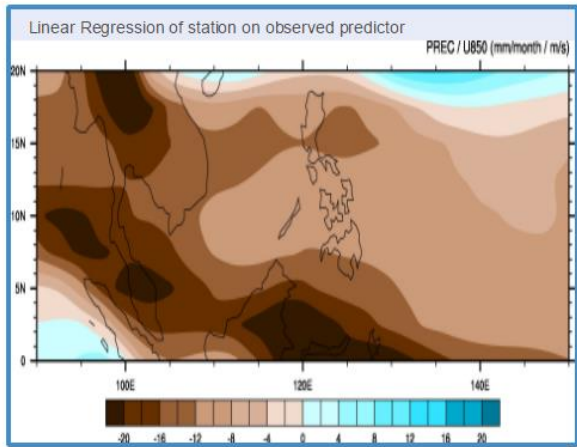 Linear Regression of station on observed predictor
PREC / U850 (mm/month / m/s)
20N
15N
10N
5N
0
100E 120E 140E
-20 -16 -12 -8 -4 0 4 8 12 16 20